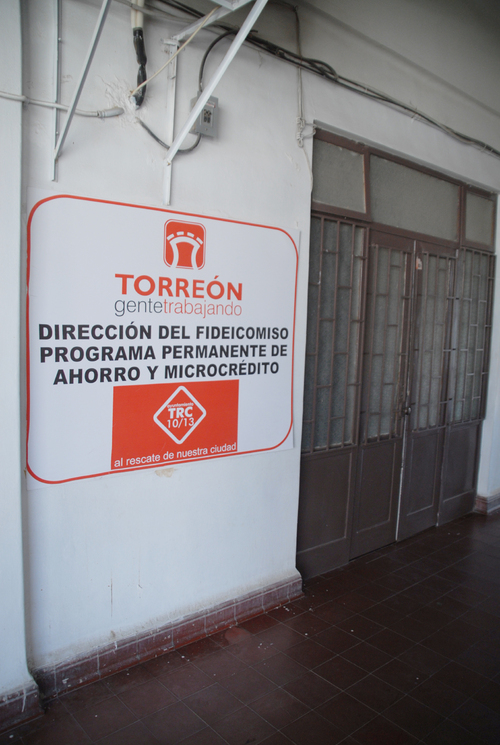 TORREÓN
gentetrabajando
DIRECCIÓN DEL FIDEICOMISO
PROGRAMA PERMANENTE DE
AHORRO Y MICROCRÉDITO
TRC
10/13
al rescate de nuestra ciudad